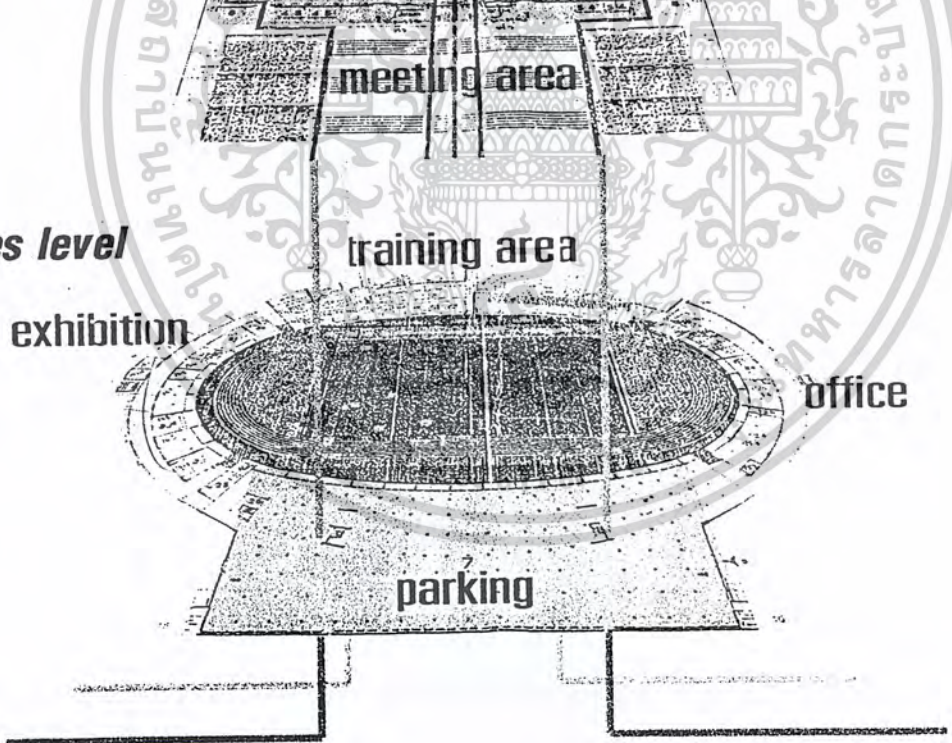 meeting area
es level
training area
exhibition
office
parking